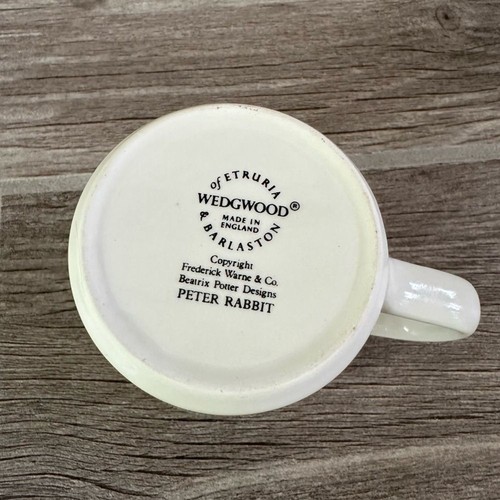 of ETRURIA
WEDGWOOD®
MADE IN
ENGLAND
& BARLASTON
Copyright
Frederick Warne & Co.
Beatrix Potter Designs
PETER RABBIT